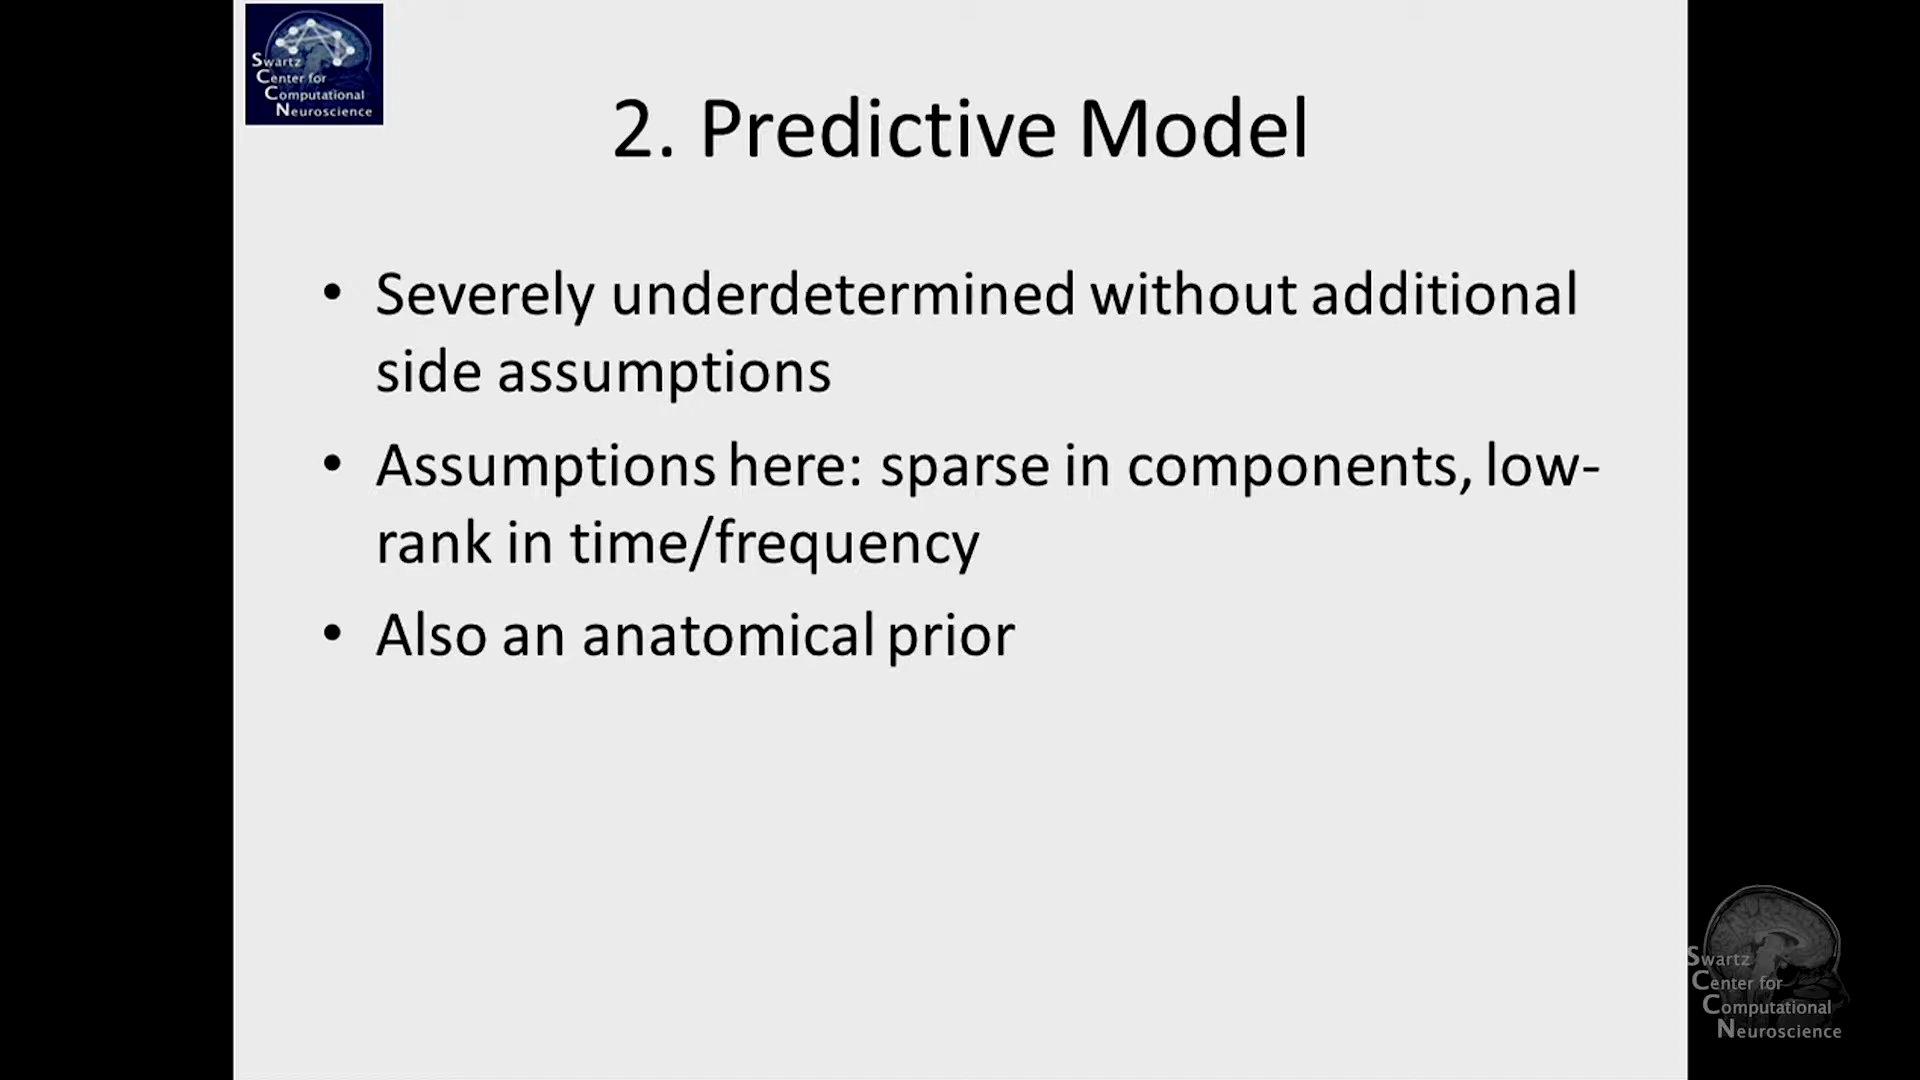 Swartz
Center for
Computational
Neuroscience
2. Predictive Model
• Severely underdetermined without additional
side assumptions
• Assumptions here: sparse in components, low-
rank in time/frequency
• Also an anatomical prior
Swartz
Center for
Computational
Neuroscience